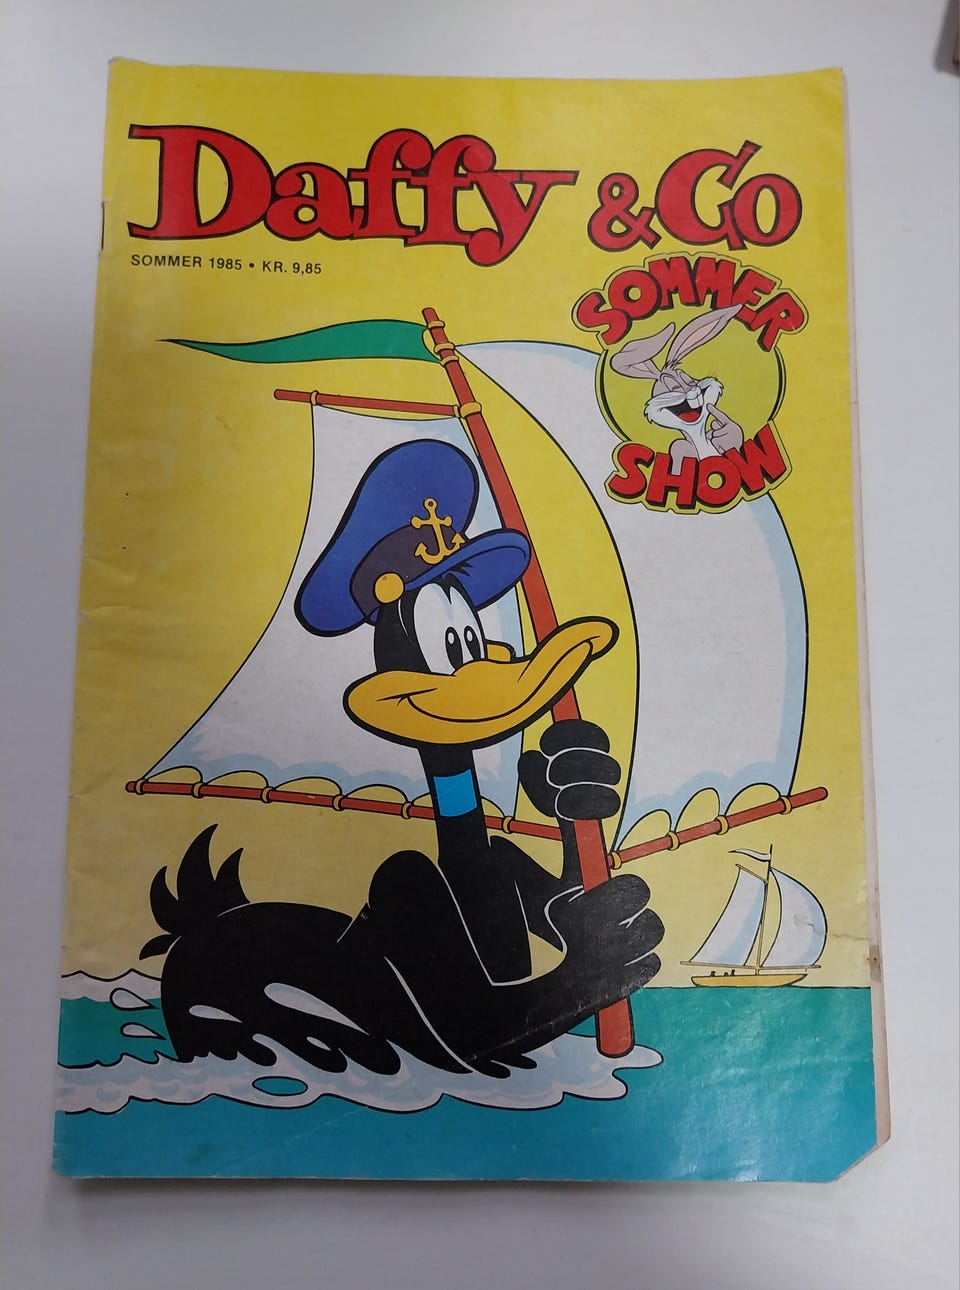 Daffy & Co
SOMMER 1985 • KR. 9,85
SOMMER
SHOW